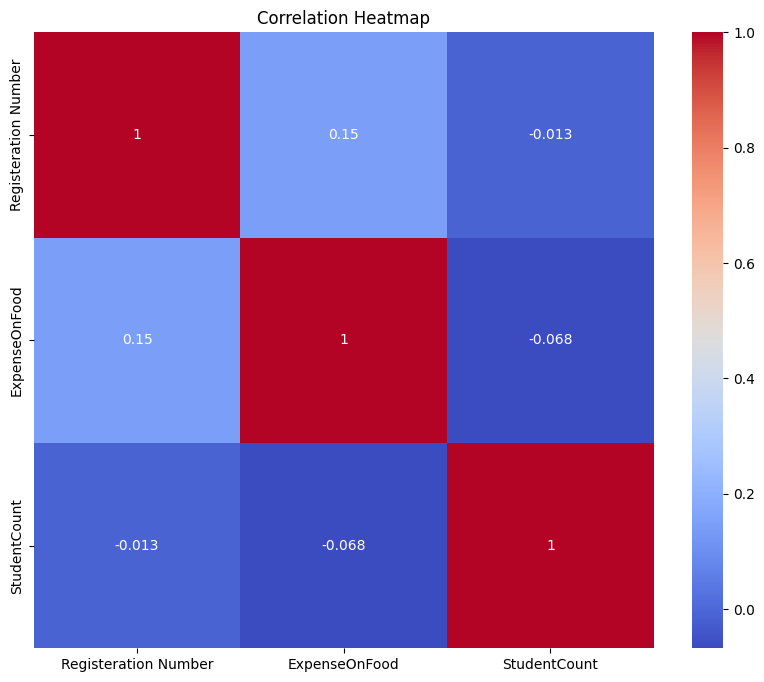 Correlation Heatmap
Registeration Number
1
0.15
-0.013
ExpenseOnFood
0.15
1
-0.068
StudentCount
-0.013
-0.068
1
Registeration Number
ExpenseOnFood
StudentCount
1.0
0.8
0.6
0.4
0.2
0.0